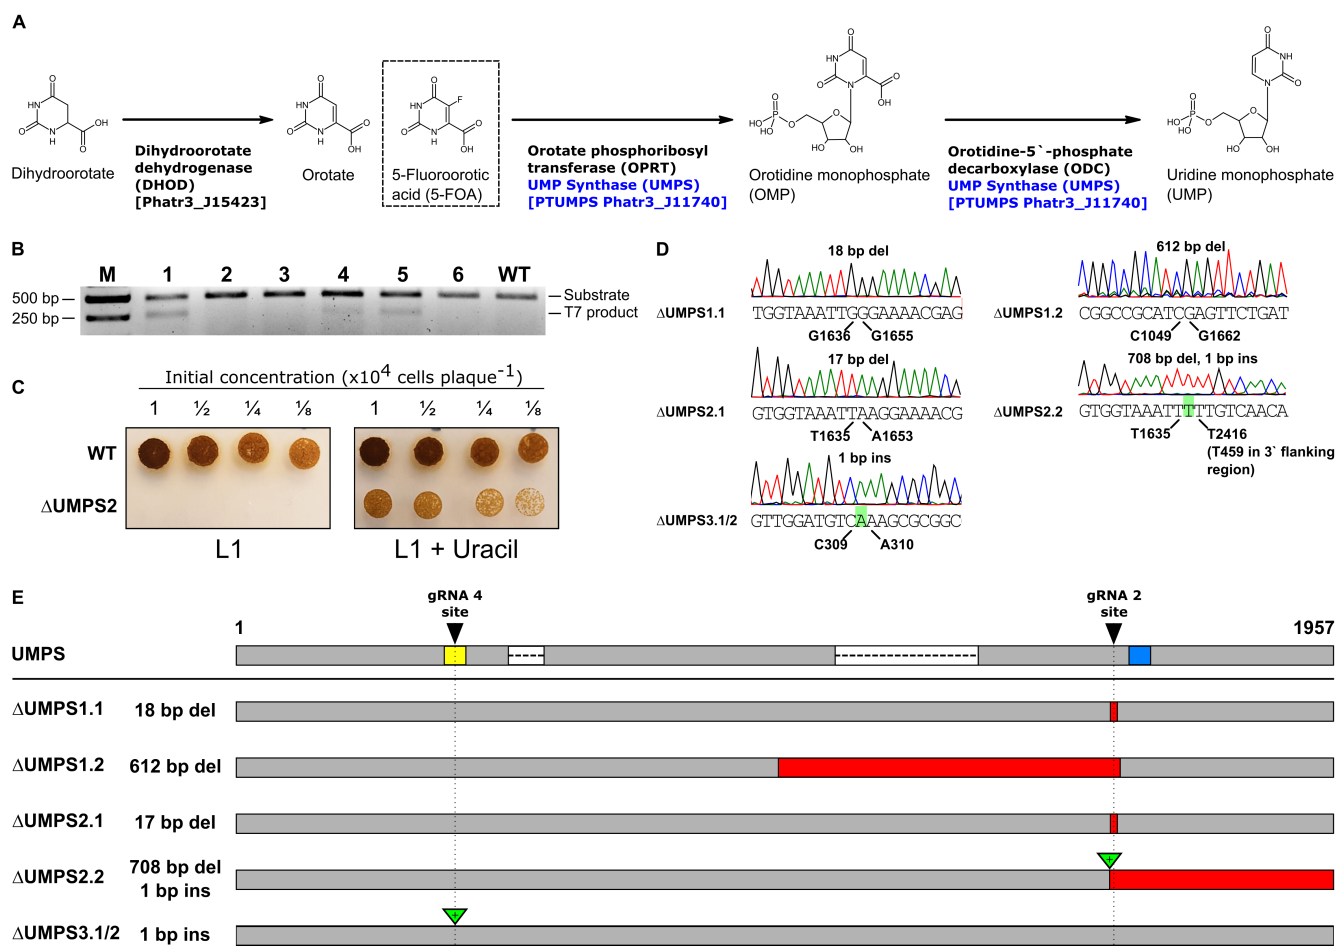 A
Dihydroorotate
Dihydroorotate
dehydrogenase
(DHOD)
[Phatr3_J15423]
Orotate
5-Fluoroorotic
acid (5-FOA)
Orotate phosphoribosyl
transferase (OPRT)
UMP Synthase (UMPS)
[PTUMPS Phatr3_J11740]
Orotidine monophosphate
(OMP)
Orotidine-5`-phosphate
decarboxylase (ODC)
UMP Synthase (UMPS)
[PTUMPS Phatr3_J11740]
Uridine monophosphate
(UMP)
B
M 1 2 3 4 5 6 WT
500 bp
250 bp
Substrate
T7 product
C
Initial concentration (x10⁴ cells plaque⁻¹)
1 ½ ¼ ⅛ 1 ½ ¼ ⅛
WT
ΔUMPS2
L1
L1 + Uracil
D
18 bp del
ΔUMPS1.1
TGGTAAATTGGGAAAACGAG
G1636 G1655
612 bp del
ΔUMPS1.2
CGGCCGCATCGAGTTCTGAT
C1049 G1662
17 bp del
ΔUMPS2.1
GTGGTAAATTAAGGAAAACG
T1635 A1653
708 bp del, 1 bp ins
ΔUMPS2.2
GTGGTAAATTTTTGTCAACA
T1635 T2416
(T459 in 3` flanking
region)
1 bp ins
ΔUMPS3.1/2
GTTGGATGTCAAAGCGCGGC
C309 A310
E
gRNA 4
site
gRNA 2
site
1
1957
UMPS
ΔUMPS1.1 18 bp del
ΔUMPS1.2 612 bp del
ΔUMPS2.1 17 bp del
ΔUMPS2.2 708 bp del
1 bp ins
ΔUMPS3.1/2 1 bp ins